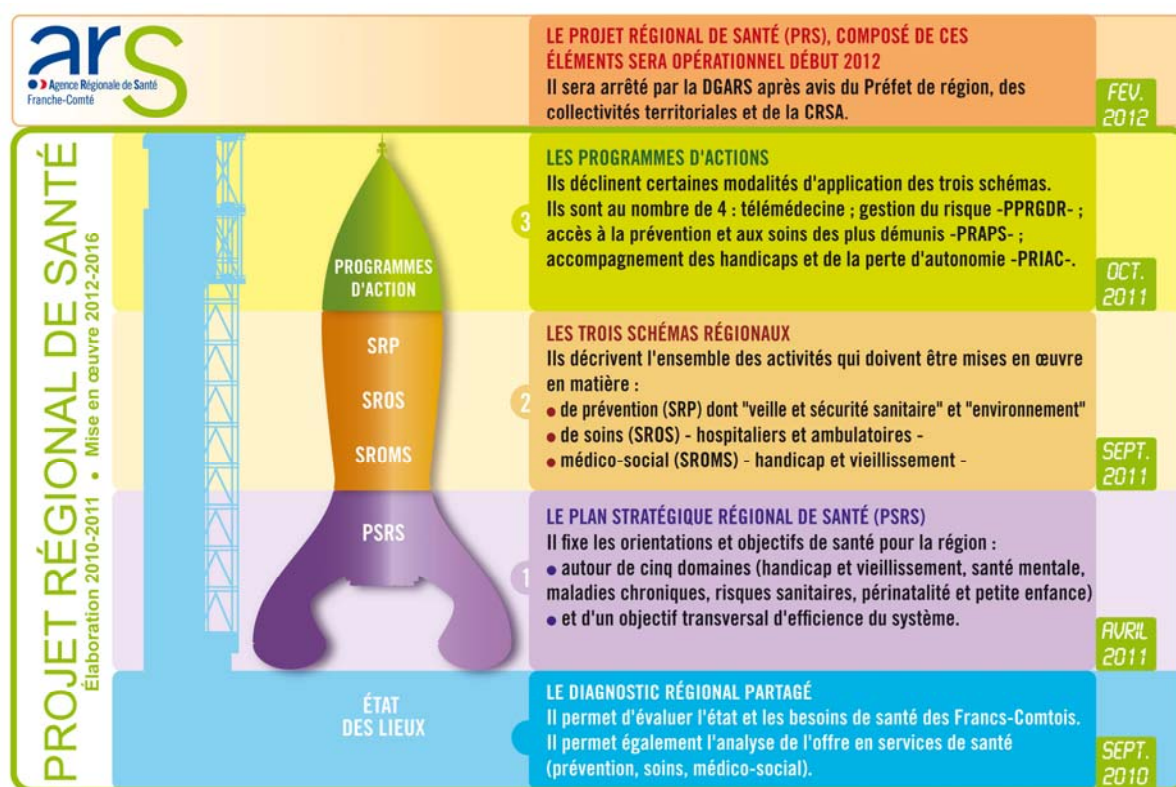 ars
Agence Régionale de Santé
Franche-Comté
LE PROJET RÉGIONAL DE SANTÉ (PRS), COMPOSÉ DE CES
ÉLÉMENTS SERA OPÉRATIONNEL DÉBUT 2012
Il sera arrêté par la DGARS après avis du Préfet de région, des
collectivités territoriales et de la CRSA.
FEV.
2012
PROJET RÉGIONAL DE SANTÉ
Élaboration 2010-2011 • Mise en œuvre 2012-2016
PROGRAMMES
D'ACTION
3
LES PROGRAMMES D'ACTIONS
Ils déclinent certaines modalités d'application des trois schémas.
Ils sont au nombre de 4 : télémédecine ; gestion du risque -PPRGDR- ;
accès à la prévention et aux soins des plus démunis -PRAPS- ;
accompagnement des handicaps et de la perte d'autonomie -PRIAC-.
OCT.
2011
SRP
SROS
SROMS
2
LES TROIS SCHÉMAS RÉGIONAUX
Ils décrivent l'ensemble des activités qui doivent être mises en œuvre
en matière :
• de prévention (SRP) dont "veille et sécurité sanitaire" et "environnement"
• de soins (SROS) - hospitaliers et ambulatoires -
• médico-social (SROMS) - handicap et vieillissement -
SEPT.
2011
PSRS
1
LE PLAN STRATÉGIQUE RÉGIONAL DE SANTÉ (PSRS)
Il fixe les orientations et objectifs de santé pour la région :
• autour de cinq domaines (handicap et vieillissement, santé mentale,
maladies chroniques, risques sanitaires, périnatalité et petite enfance)
• et d'un objectif transversal d'efficience du système.
AVRIL
2011
ÉTAT
DES LIEUX
LE DIAGNOSTIC RÉGIONAL PARTAGÉ
Il permet d'évaluer l'état et les besoins de santé des Francs-Comtois.
Il permet également l'analyse de l'offre en services de santé
(prévention, soins, médico-social).
SEPT.
2010